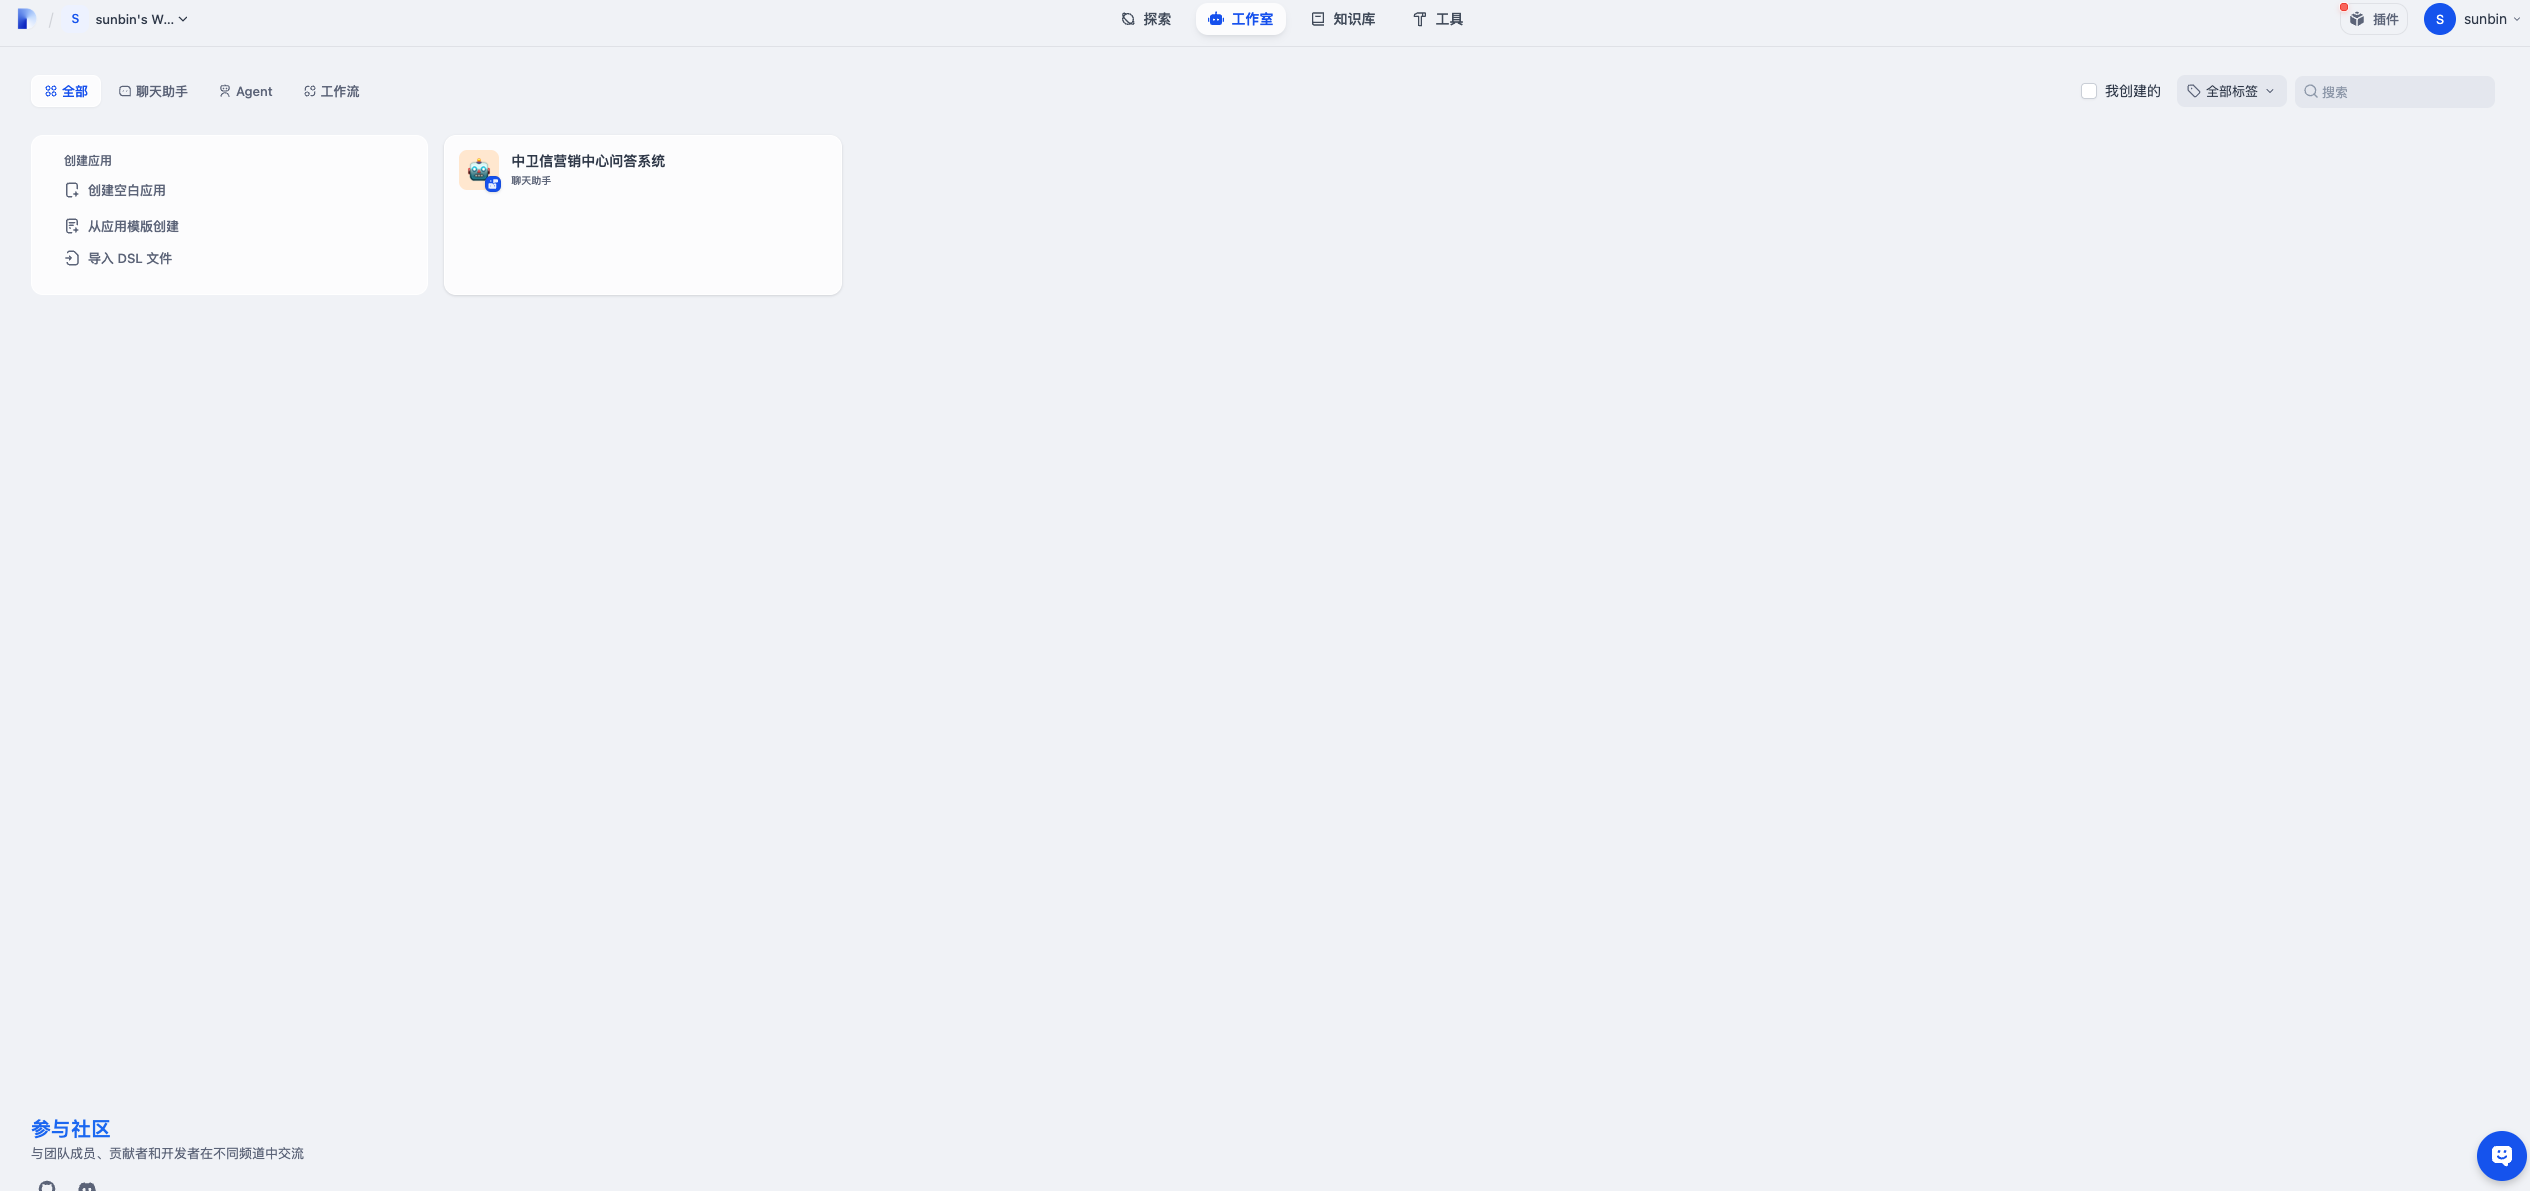 S sunbin's W...
探索
工作室
知识库
工具
插件
S sunbin
全部
聊天助手
Agent
工作流
我创建的
全部标签
搜索
创建应用
创建空白应用
从应用模版创建
导入 DSL 文件
中卫信营销中心问答系统
聊天助手
参与社区
与团队成员、贡献者和开发者在不同频道中交流